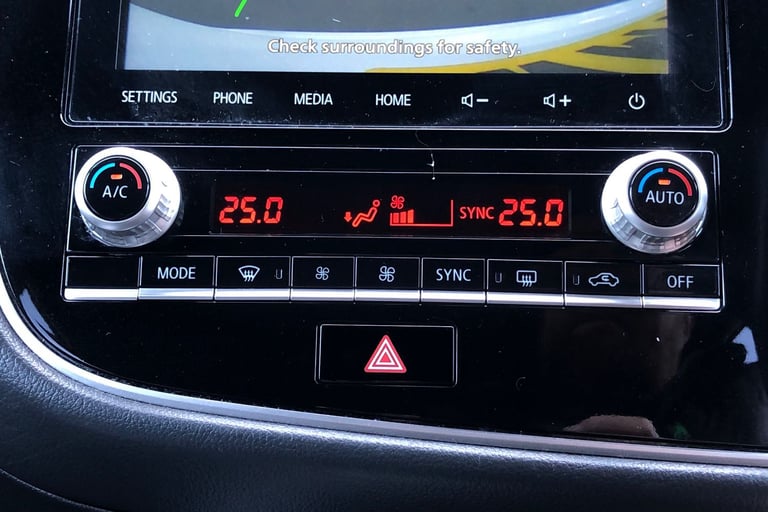 Check surroundings for safety.
SETTINGS PHONE MEDIA HOME
A/C 25.0 SYNC 25.0 AUTO
MODE SYNC OFF